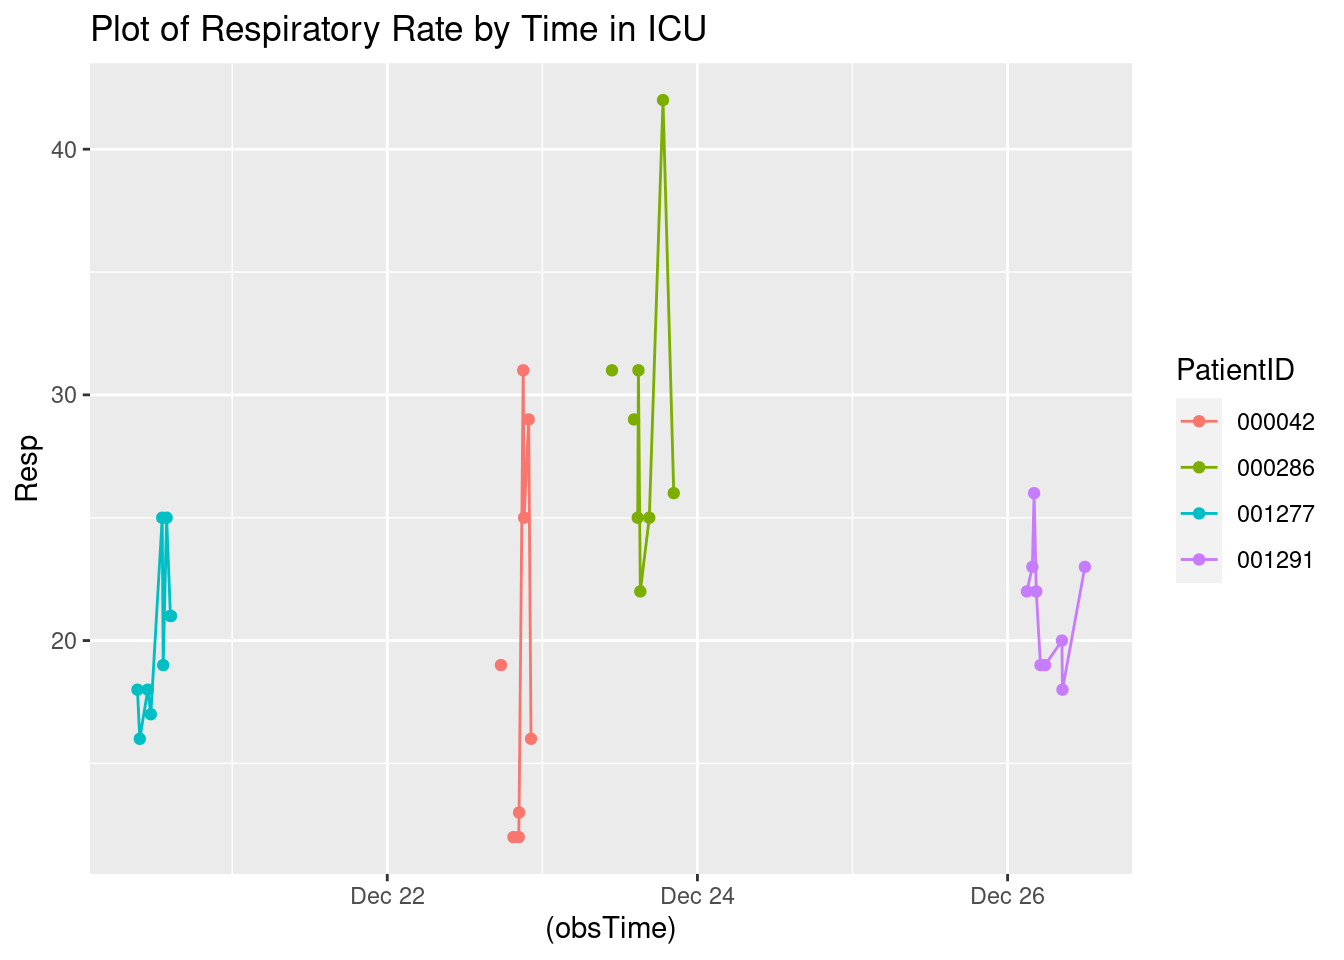 Plot of Respiratory Rate by Time in ICU
40
30
20
Resp
Dec 22
Dec 24
Dec 26
(obsTime)
PatientID
000042
000286
001277
001291